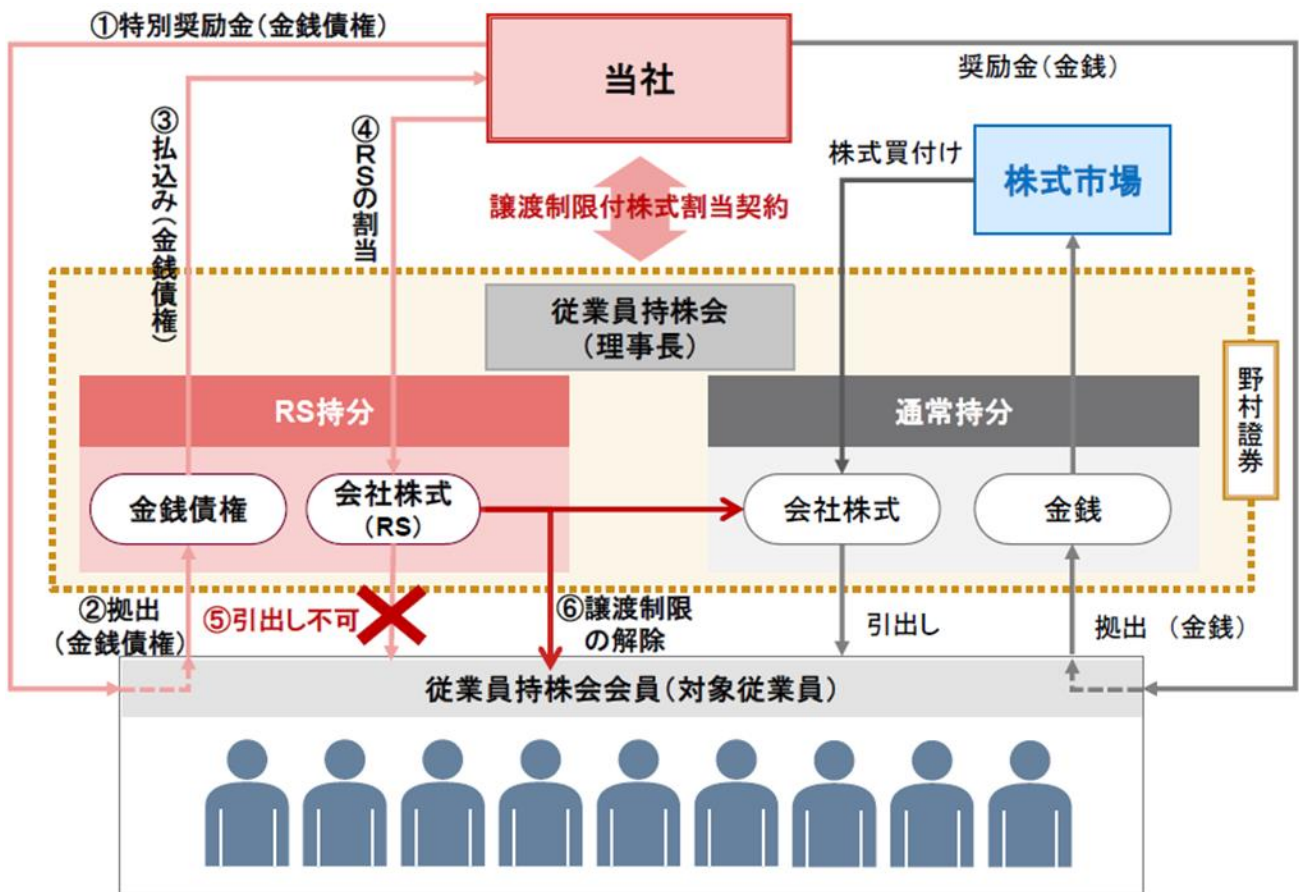 ①特別奨励金(金銭債権)
当社
奨励金(金銭)
③払込み(金銭債権)
④RSの割当
譲渡制限付株式割当契約
株式買付け
株式市場
従業員持株会
(理事長)
野村證券
RS持分
通常持分
金銭債権
会社株式
(RS)
会社株式
金銭
②拠出
(金銭債権)
⑤引出し不可
⑥譲渡制限
の解除
引出し
拠出 (金銭)
従業員持株会会員(対象従業員)